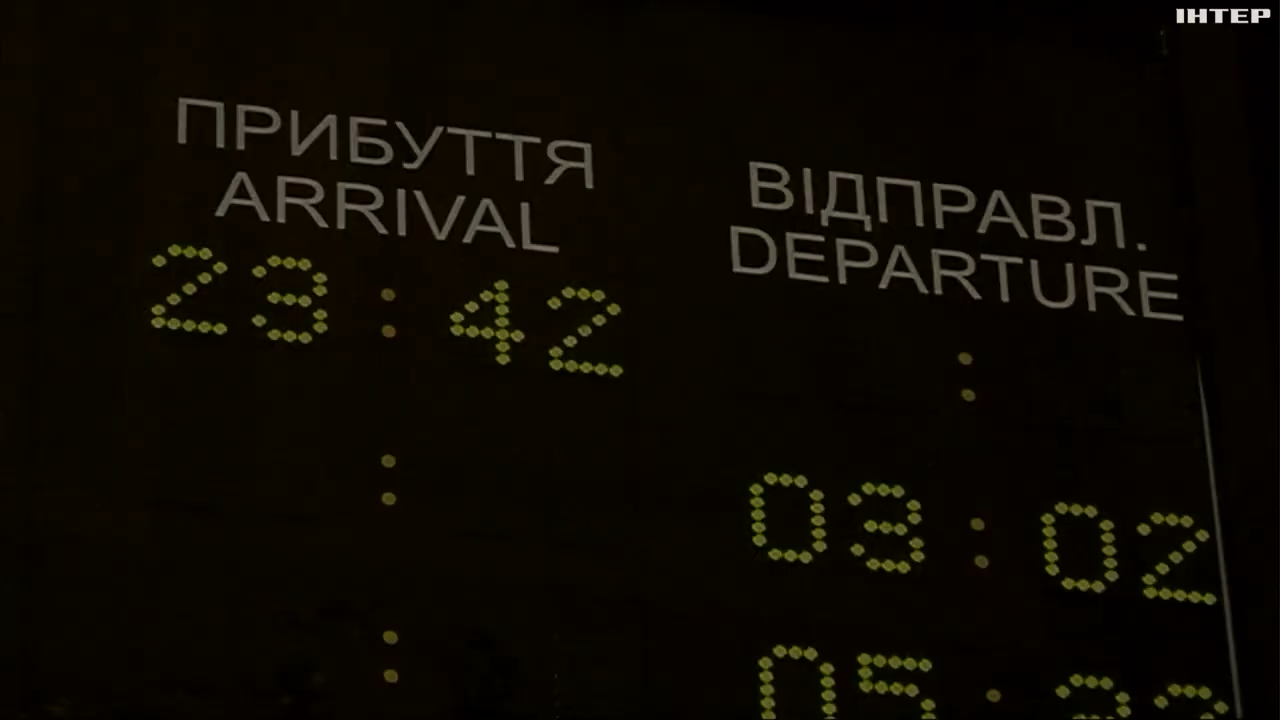 ІНТЕР
ПРИБУТТЯ
ARRIVAL
ВІДПРАВЛ.
DEPARTURE
23:42
:
:
03:02
: